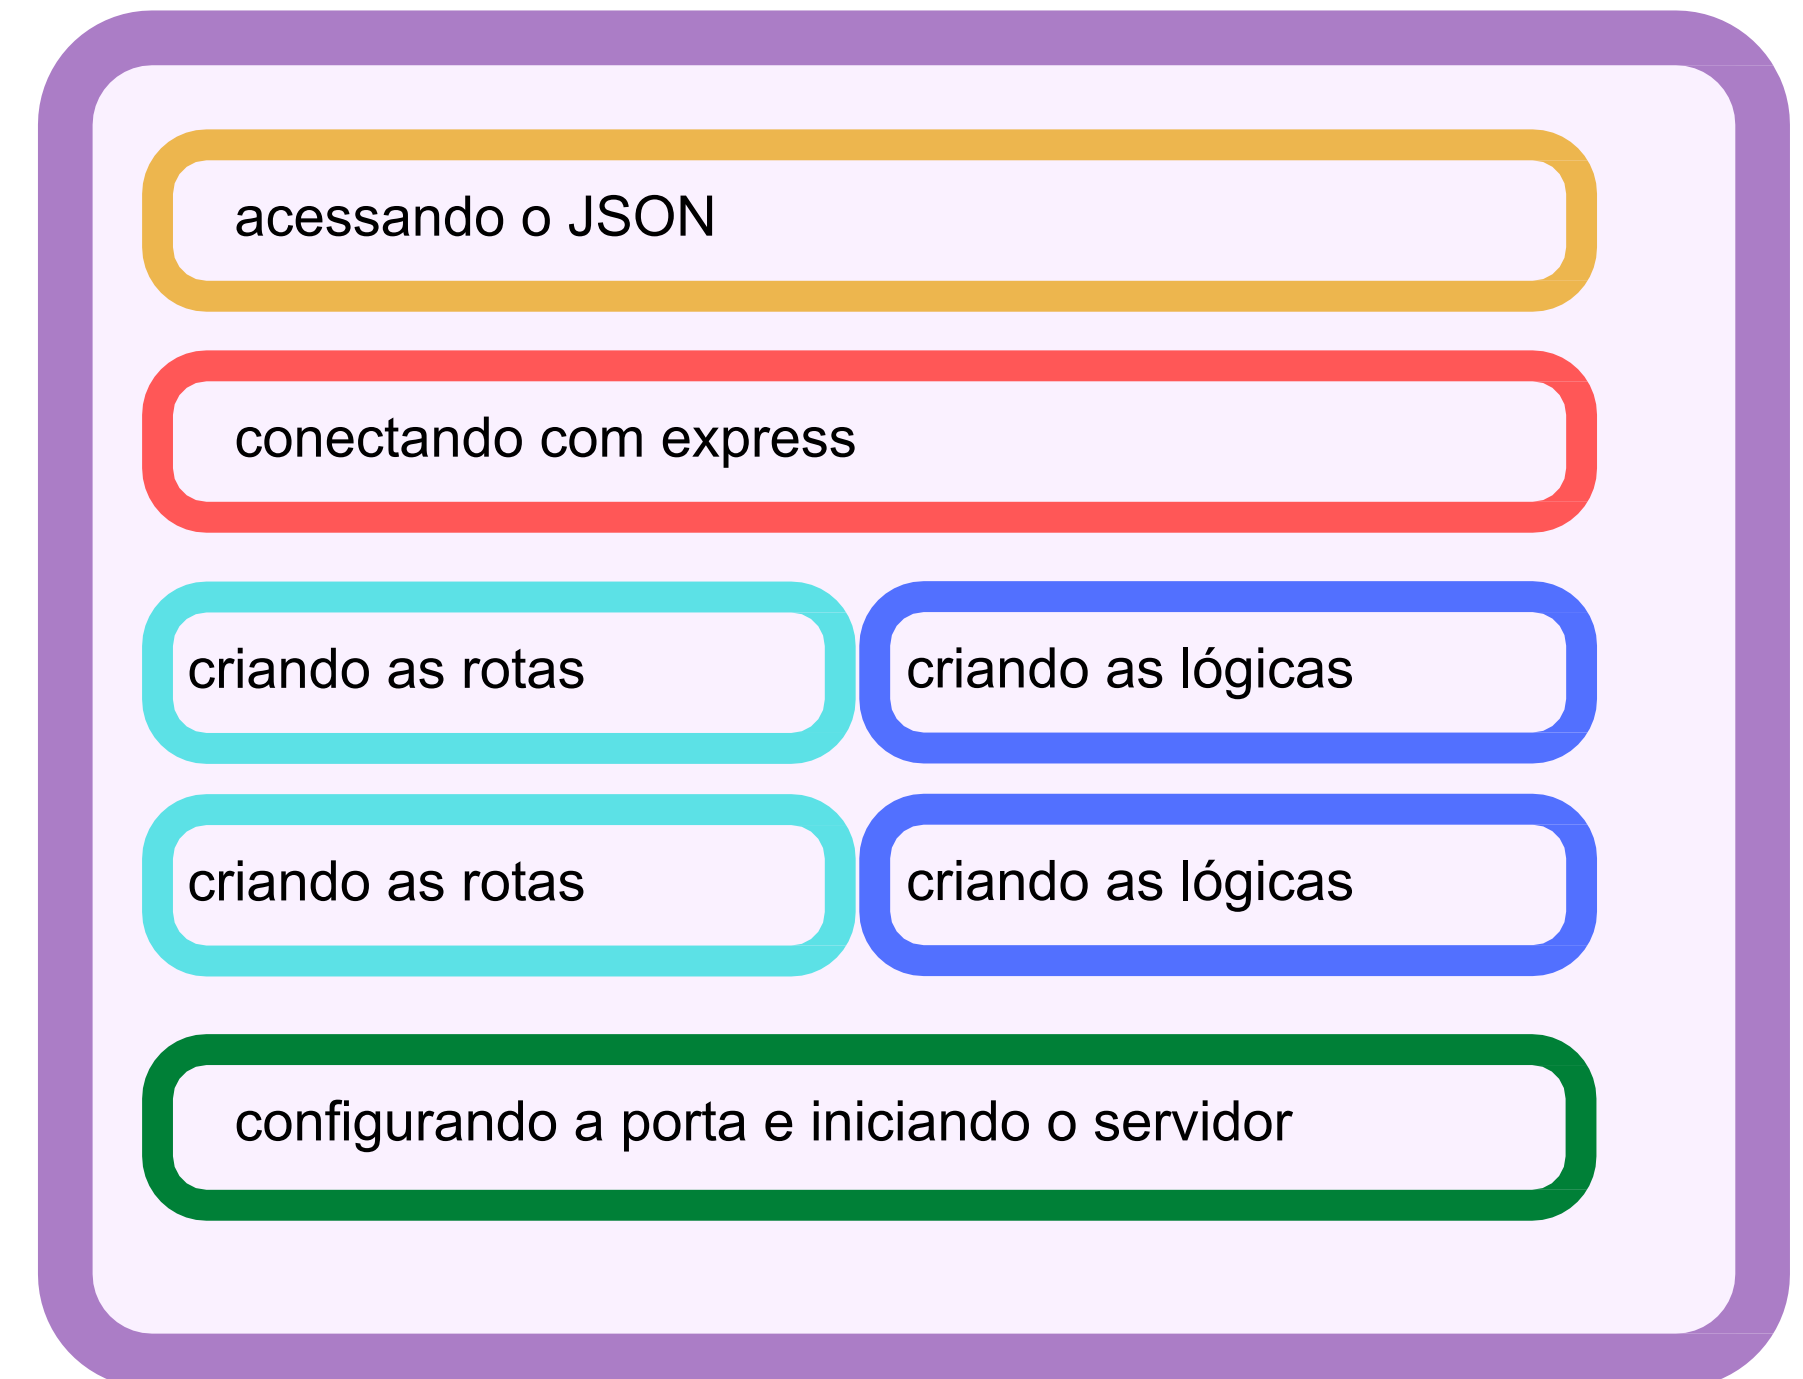 acessando o JSON
conectando com express
criando as rotas
criando as lógicas
criando as rotas
criando as lógicas
configurando a porta e iniciando o servidor